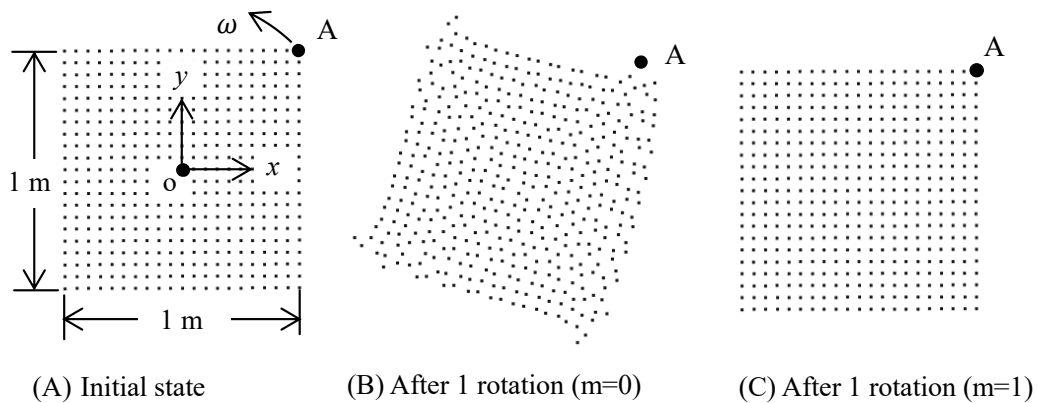 ω A
y
1 m o x
1 m
A
A
(A) Initial state
(B) After 1 rotation (m=0)
(C) After 1 rotation (m=1)